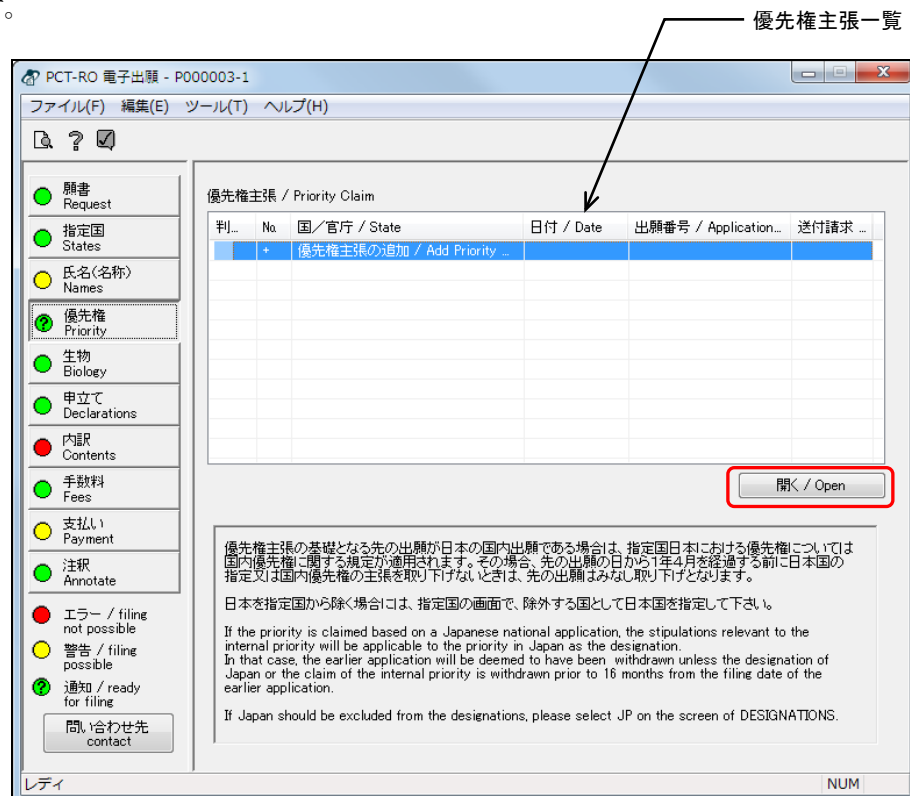 。
優先権主張一覧
PCT-RO 電子出願 - P000003-1
ファイル(F) 編集(E) ツール(T) ヘルプ(H)
願書
Request
指定国
States
氏名(名称)
Names
優先権
Priority
生物
Biology
申立て
Declarations
内訳
Contents
手数料
Fees
支払い
Payment
注釈
Annotate
エラー / filing
not possible
警告 / filing
possible
通知 / ready
for filing
問い合わせ先
contact
優先権主張 / Priority Claim
判... No. 国／官庁 / State 日付 / Date 出願番号 / Application... 送付請求 ...
+ 優先権主張の追加 / Add Priority ...
開く / Open
優先権主張の基礎となる先の出願が日本の国内出願である場合は、指定国日本における優先権については
国内優先権に関する規定が適用されます。その場合、先の出願の日から1年4月を経過する前に日本国の
指定又は国内優先権の主張を取り下げないときは、先の出願はみなし取り下げとなります。
日本を指定国から除く場合には、指定国の画面で、除外する国として日本国を指定して下さい。
If the priority is claimed based on a Japanese national application, the stipulations relevant to the
internal priority will be applicable to the priority in Japan as the designation.
In that case, the earlier application will be deemed to have been withdrawn unless the designation of
Japan or the claim of the internal priority is withdrawn prior to 16 months from the filing date of the
earlier application.
If Japan should be excluded from the designations, please select JP on the screen of DESIGNATIONS.
レディ NUM